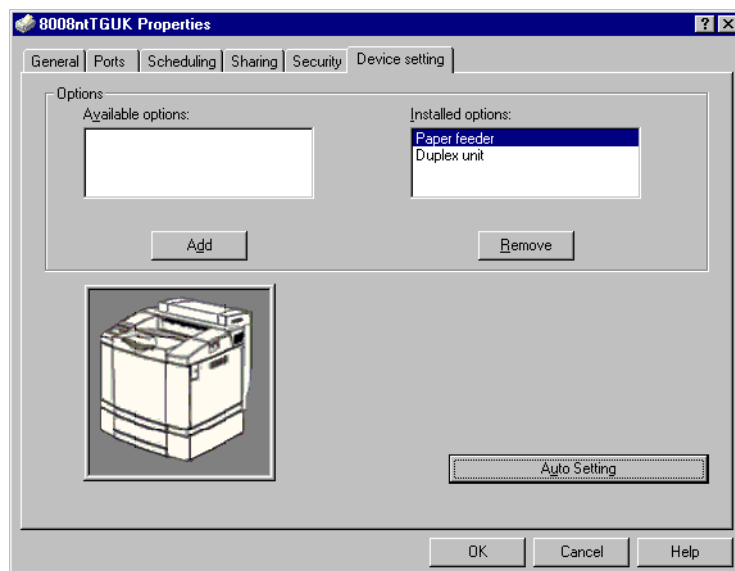 8008ntTGUK Properties
General Ports Scheduling Sharing Security Device setting
Options
Available options: Installed options:
Paper feeder
Duplex unit
Add Remove
Auto Setting
OK Cancel Help